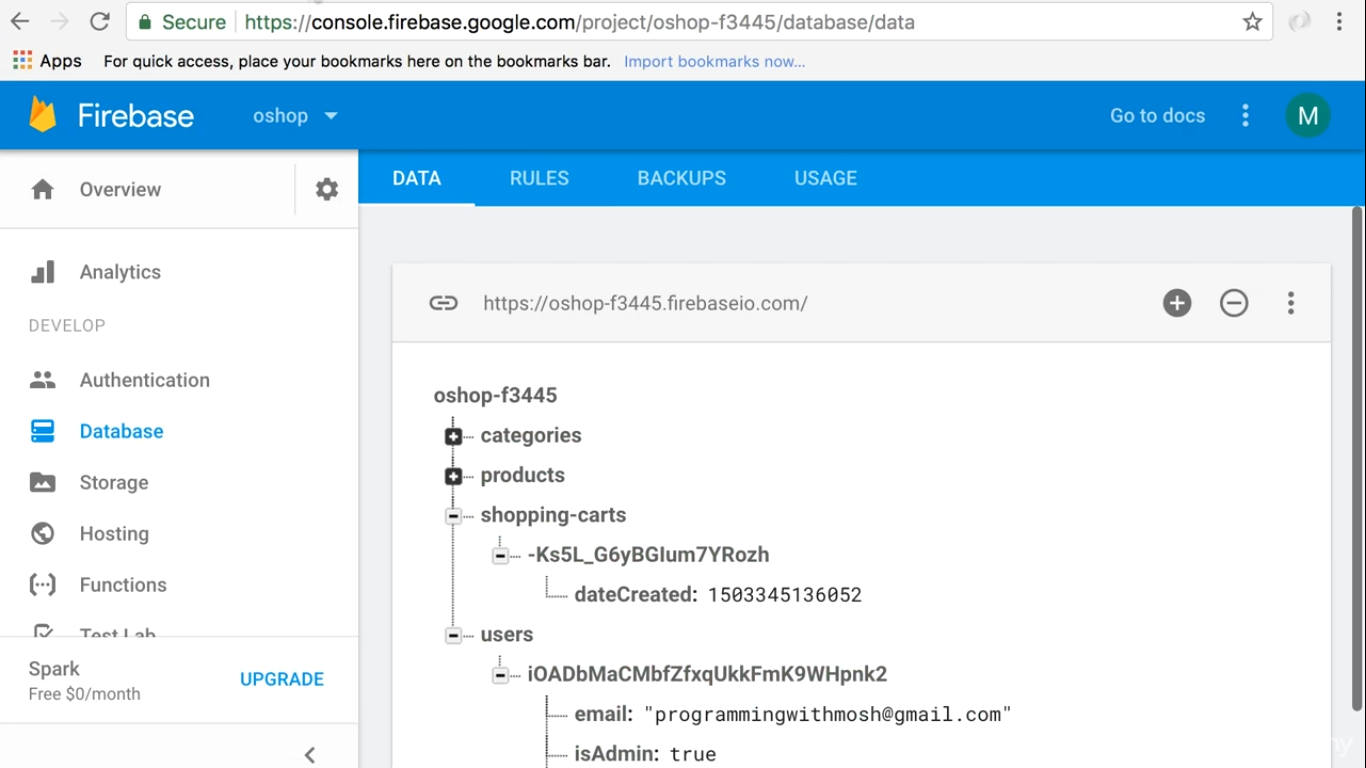 Secure https://console.firebase.google.com/project/oshop-f3445/database/data
Apps For quick access, place your bookmarks here on the bookmarks bar. Import bookmarks now...
Firebase oshop Go to docs M
Overview DATA RULES BACKUPS USAGE
Analytics
https://oshop-f3445.firebaseio.com/
DEVELOP
Authentication
Database
Storage
Hosting
Functions
Test Lab
Spark
Free $0/month
UPGRADE
oshop-f3445
categories
products
shopping-carts
-Ks5L_G6yBGIum7YRozh
dateCreated: 1503345136052
users
iOADbMaCMbfZfxqUkkFmK9WHpnk2
email: "programmingwithmosh@gmail.com"
isAdmin: true